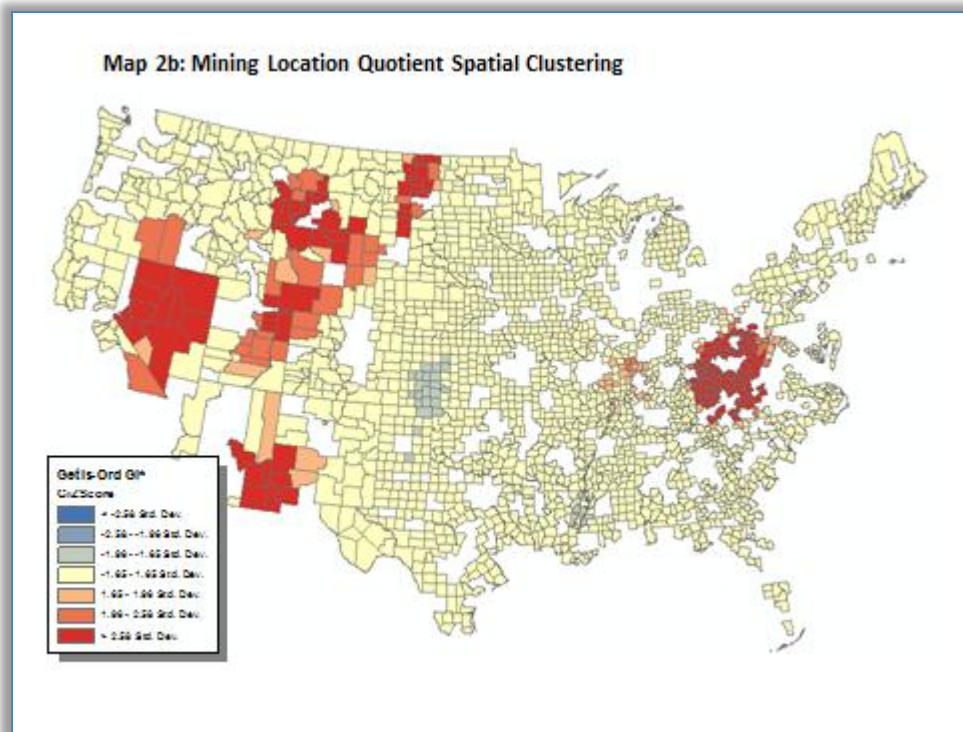 Map 2b: Mining Location Quotient Spatial Clustering
Getis-Ord Gi*
GiZScore
< -2.58 Std. Dev.
-2.58 - -1.96 Std. Dev.
-1.96 - -1.65 Std. Dev.
-1.65 - 1.65 Std. Dev.
1.65 - 1.96 Std. Dev.
1.96 - 2.58 Std. Dev.
> 2.58 Std. Dev.